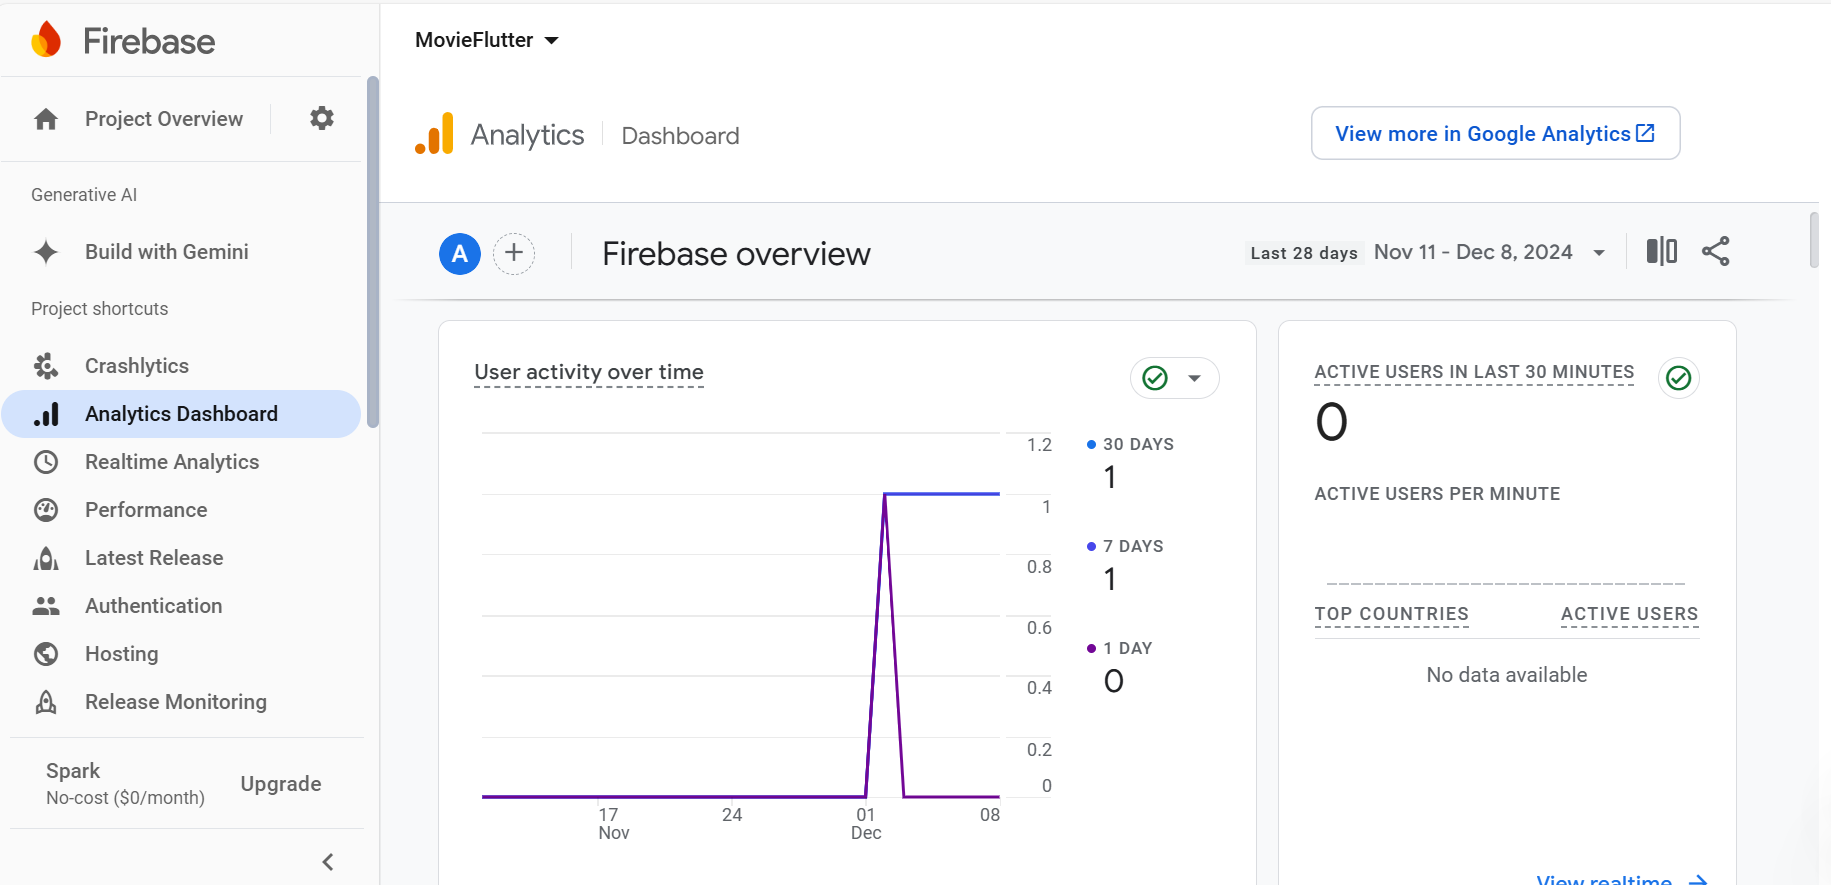 Firebase
Project Overview
Generative AI
Build with Gemini
Project shortcuts
Crashlytics
Analytics Dashboard
Realtime Analytics
Performance
Latest Release
Authentication
Hosting
Release Monitoring
Spark
No-cost ($0/month)
Upgrade
MovieFlutter
Analytics
Dashboard
View more in Google Analytics
A
Firebase overview
Last 28 days
Nov 11 - Dec 8, 2024
User activity over time
1.2
1
0.8
0.6
0.4
0.2
0
17
Nov
24
01
Dec
08
30 DAYS
1
7 DAYS
1
1 DAY
0
ACTIVE USERS IN LAST 30 MINUTES
0
ACTIVE USERS PER MINUTE
TOP COUNTRIES
ACTIVE USERS
No data available
View realtime